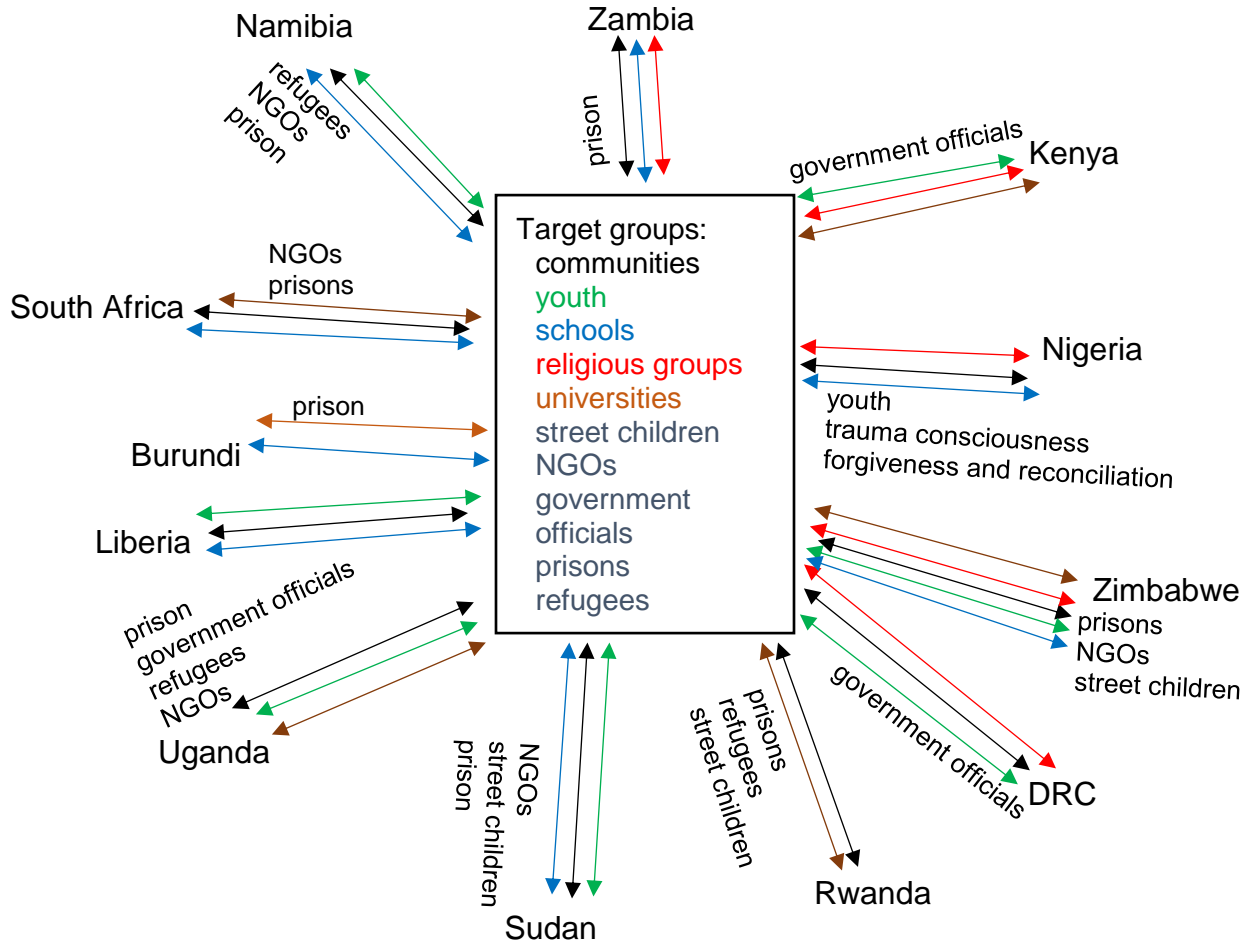 Namibia
refugees
NGOs
prison
Zambia
prison
government officials
Kenya
Target groups:
communities
youth
schools
religious groups
universities
street children
NGOs
government
officials
prisons
refugees
NGOs
prisons
South Africa
prison
Burundi
Liberia
prison
government officials
refugees
NGOs
Uganda
NGOs
street children
prison
Sudan
prisons
refugees
street children
Rwanda
government officials
DRC
Zimbabwe
prisons
NGOs
street children
Nigeria
youth
trauma consciousness
forgiveness and reconciliation